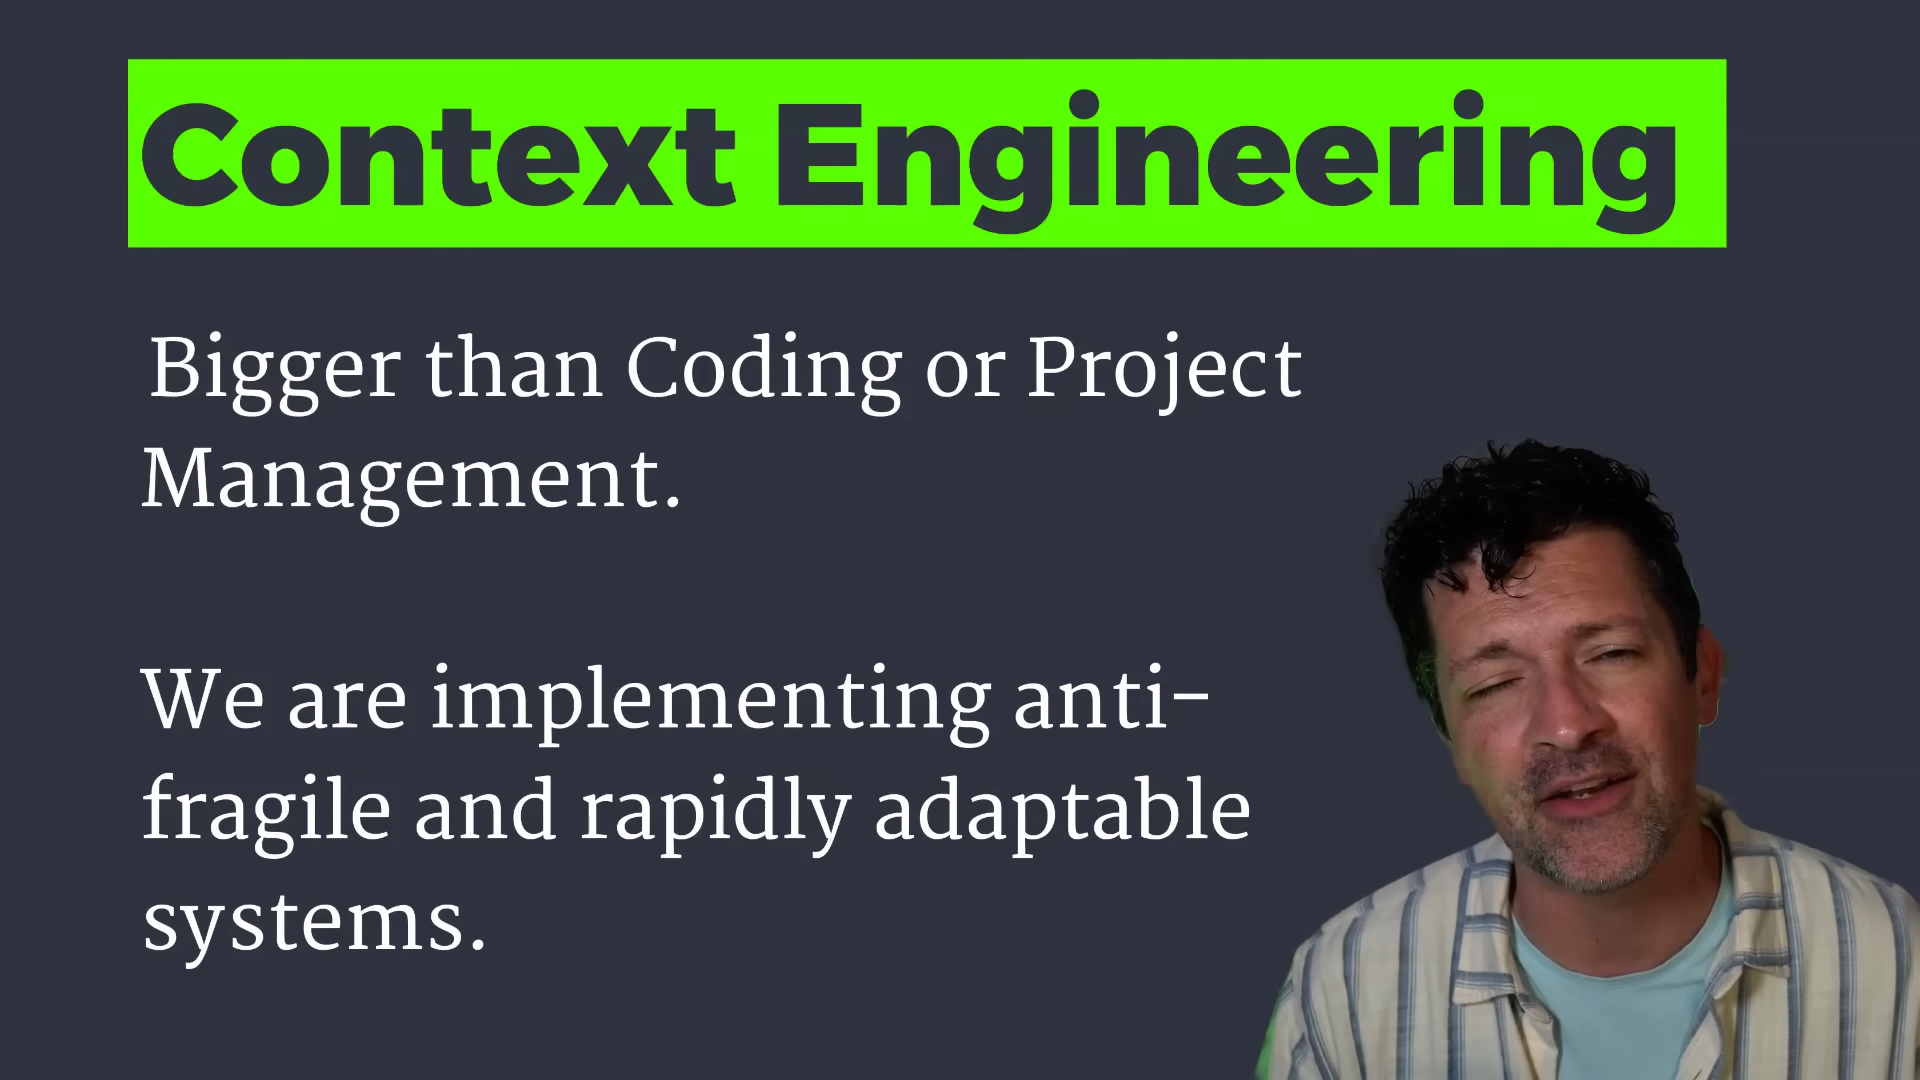 Context Engineering
Bigger than Coding or Project
Management.
We are implementing anti-
fragile and rapidly adaptable
systems.